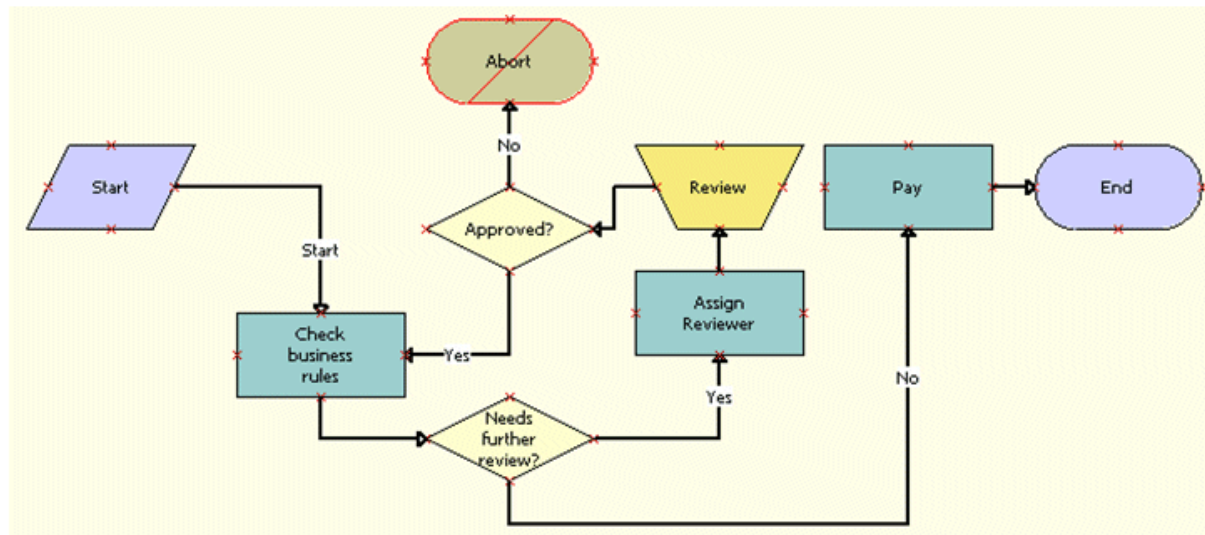 Abort
No
Start
Review
Pay
End
Approved?
Start
Assign
Reviewer
Check
business
rules
Yes
No
Yes
Needs
further
review?